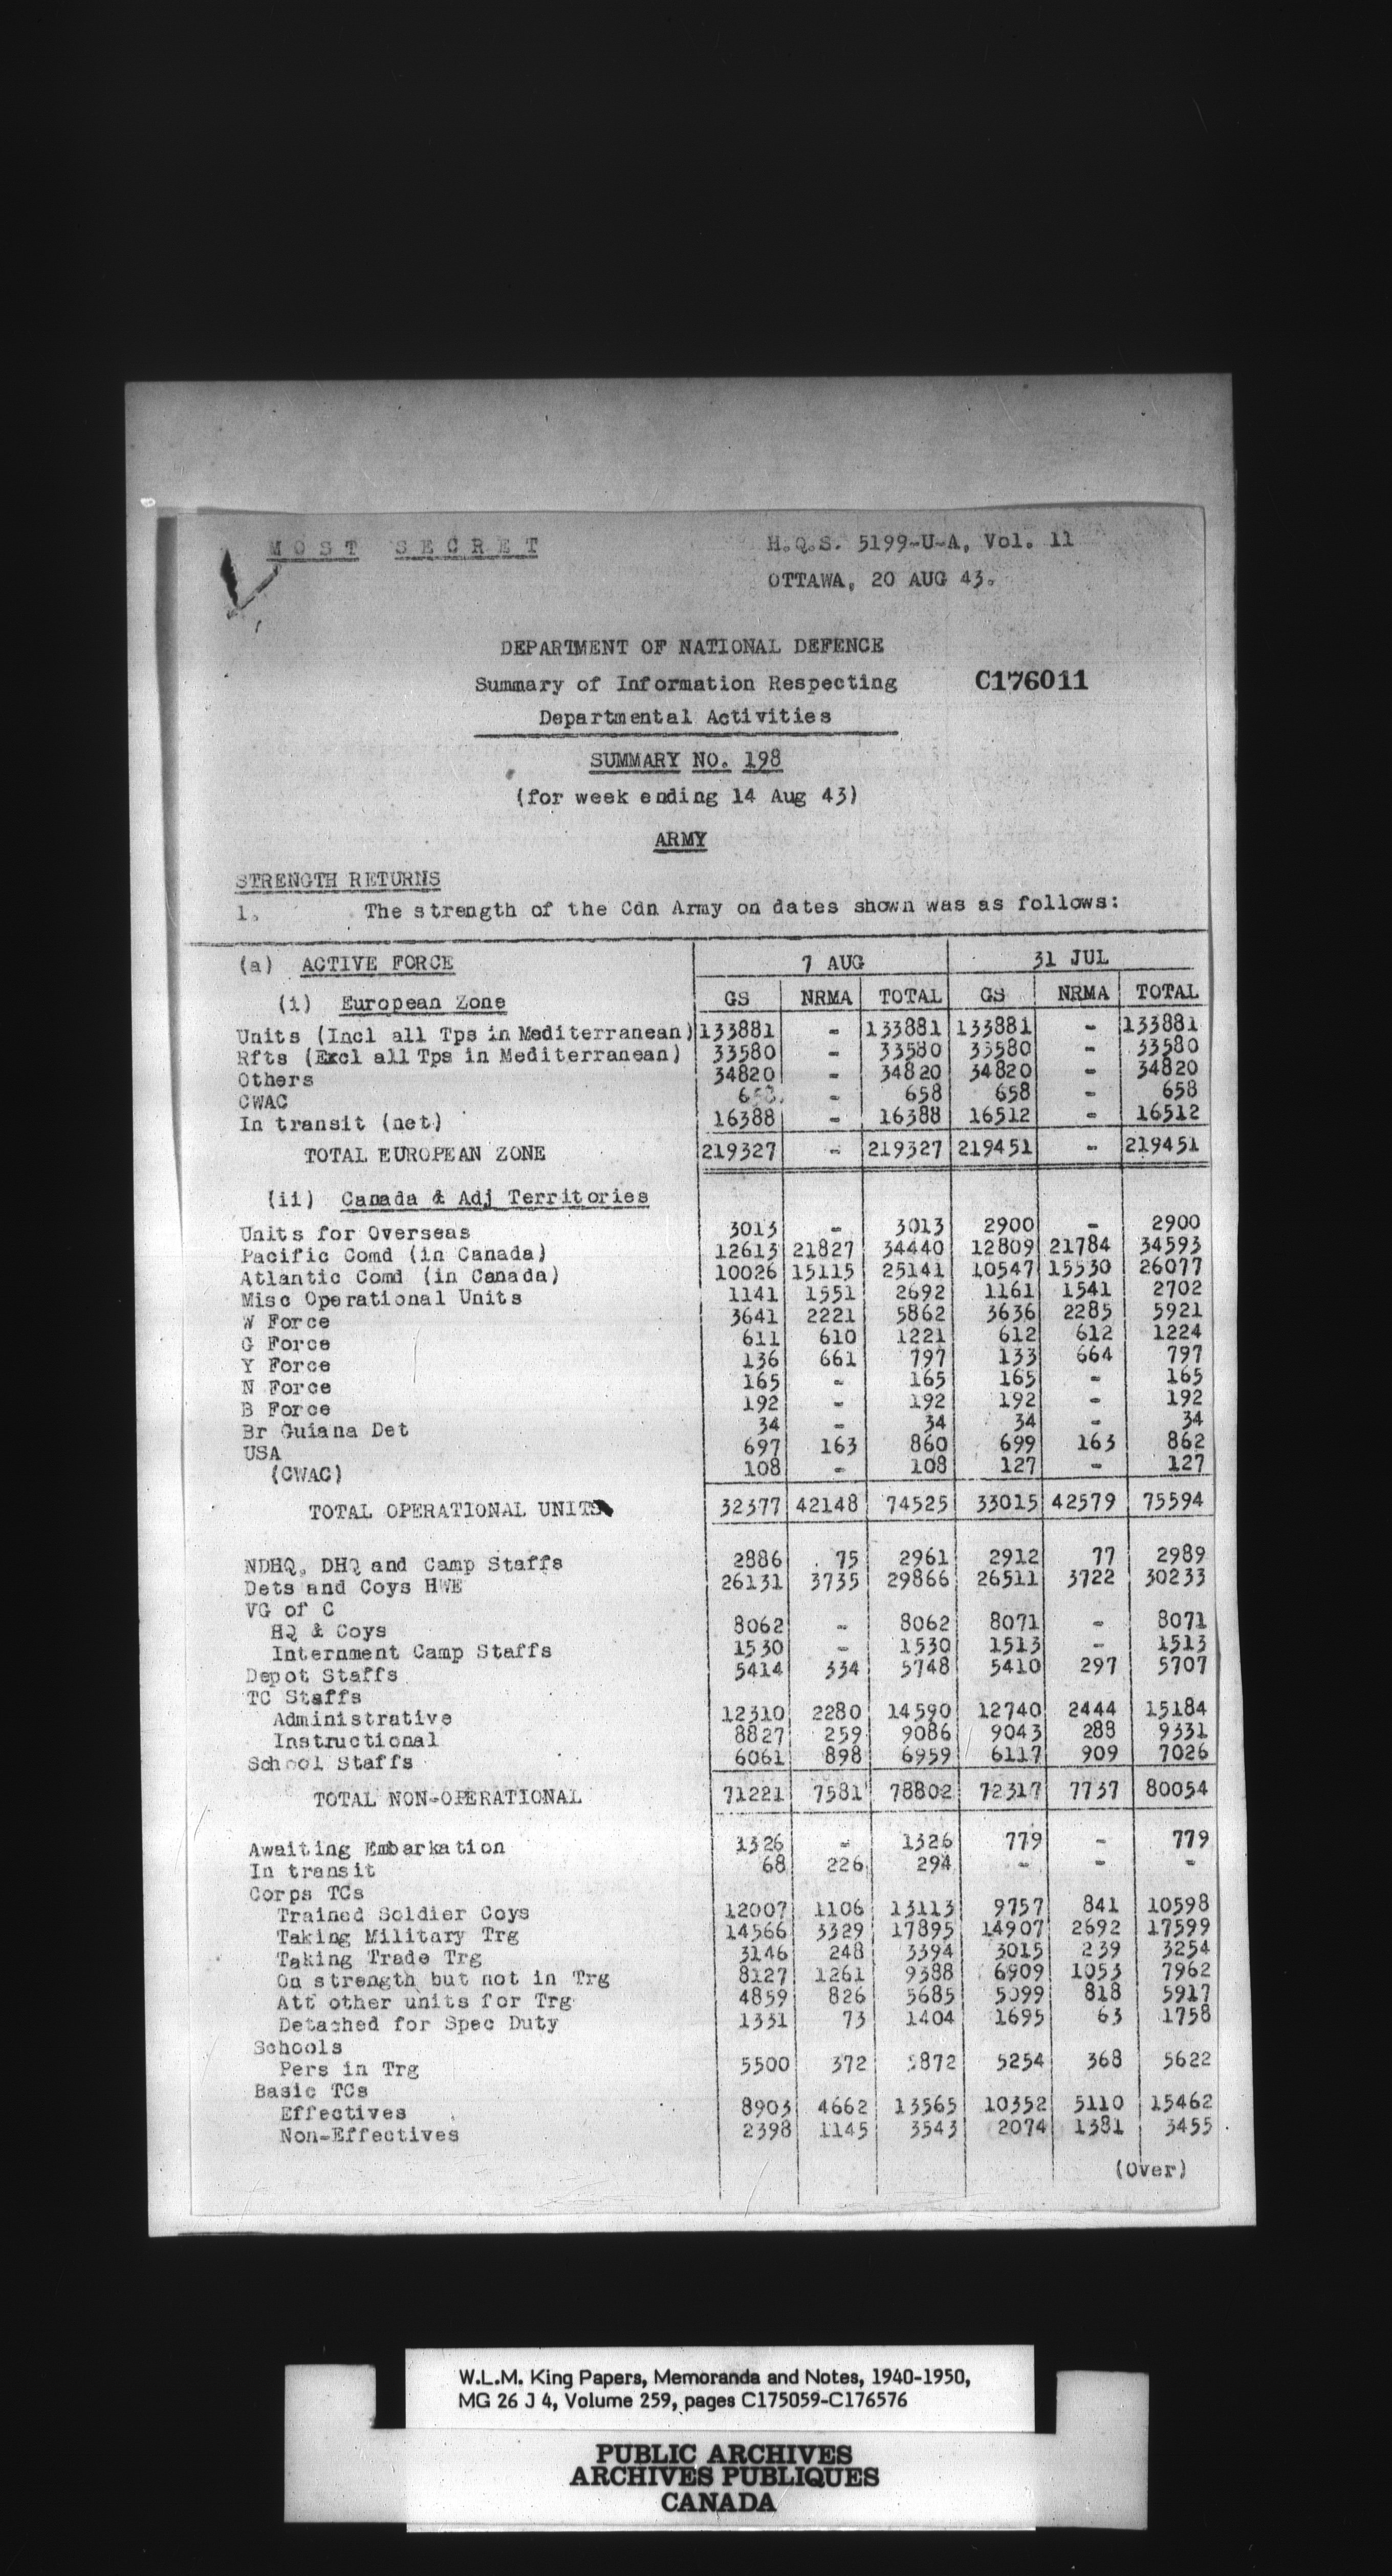 MOST SECRET
H.Q.S. 5199-U-A, Vol. 11
OTTAWA, 20 AUG 43.
DEPARTMENT OF NATIONAL DEFENCE
Summary of Information Respecting C176011
Departmental Activities
SUMMARY NO. 198
(for week ending 14 Aug 43)
ARMY
STRENGTH RETURNS
1. The strength of the Cdn Army on dates shown was as follows:
(a) ACTIVE FORCE 7 AUG 31 JUL
(i) European Zone GS NRMA TOTAL GS NRMA TOTAL
Units (Incl all Tps in Mediterranean) 133881 - 133881 133881 - 133881
Rfts (Excl all Tps in Mediterranean) 33580 - 33580 33580 - 33580
Others 34820 - 34820 34820 - 34820
CWAC 658 - 658 658 - 658
In transit (net) 16388 - 16388 16512 - 16512
TOTAL EUROPEAN ZONE 219327 - 219327 219451 - 219451
(ii) Canada & Adj Territories
Units for Overseas 3013 - 3013 2900 - 2900
Pacific Comd (in Canada) 12613 21827 34440 12809 21784 34593
Atlantic Comd (in Canada) 10026 15115 25141 10547 15530 26077
Misc Operational Units 1141 1551 2692 1161 1541 2702
W Force 3641 2221 5862 3636 2285 5921
G Force 611 610 1221 612 612 1224
Y Force 136 661 797 133 664 797
N Force 165 - 165 165 - 165
B Force 192 - 192 192 - 192
Br Guiana Det 34 - 34 34 - 34
USA 697 163 860 699 163 862
(CWAC) 108 - 108 127 - 127
TOTAL OPERATIONAL UNITS 32377 42148 74525 33015 42579 75594
NDHQ, DHQ and Camp Staffs 2886 75 2961 2912 77 2989
Dets and Coys HWE 26131 3735 29866 26511 3722 30233
VG of C
HQ & Coys 8062 - 8062 8071 - 8071
Internment Camp Staffs 1530 - 1530 1513 - 1513
Depot Staffs 5414 334 5748 5410 297 5707
TC Staffs
Administrative 12310 2280 14590 12740 2444 15184
Instructional 8827 259 9086 9043 288 9331
School Staffs 6061 898 6959 6117 909 7026
TOTAL NON-OPERATIONAL 71221 7581 78802 72317 7737 80054
Awaiting Embarkation 1326 - 1326 779 - 779
In transit 68 226 294 - - -
Corps TCs
Trained Soldier Coys 12007 1106 13113 9757 841 10598
Taking Military Trg 14566 3329 17895 14907 2692 17599
Taking Trade Trg 3146 248 3394 3015 239 3254
On strength but not in Trg 8127 1261 9388 6909 1053 7962
Att other units for Trg 4859 826 5685 5099 818 5917
Detached for Spec Duty 1331 73 1404 1695 63 1758
Schools
Pers in Trg 5500 372 5872 5254 368 5622
Basic TCs
Effectives 8903 4662 13565 10352 5110 15462
Non-Effectives 2398 1145 3543 2074 1381 3455
(Over)
W.L.M. King Papers, Memoranda and Notes, 1940-1950,
MG 26 J 4, Volume 259, pages C175059-C176576
PUBLIC ARCHIVES
ARCHIVES PUBLIQUES
CANADA